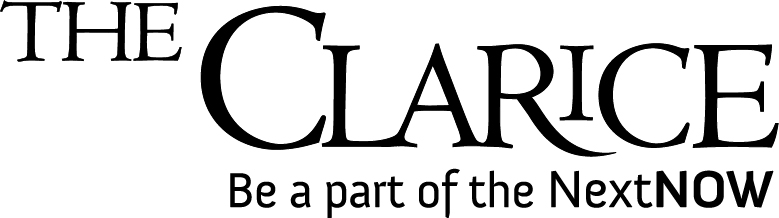 THE CLARICE
Be a part of the NextNOW